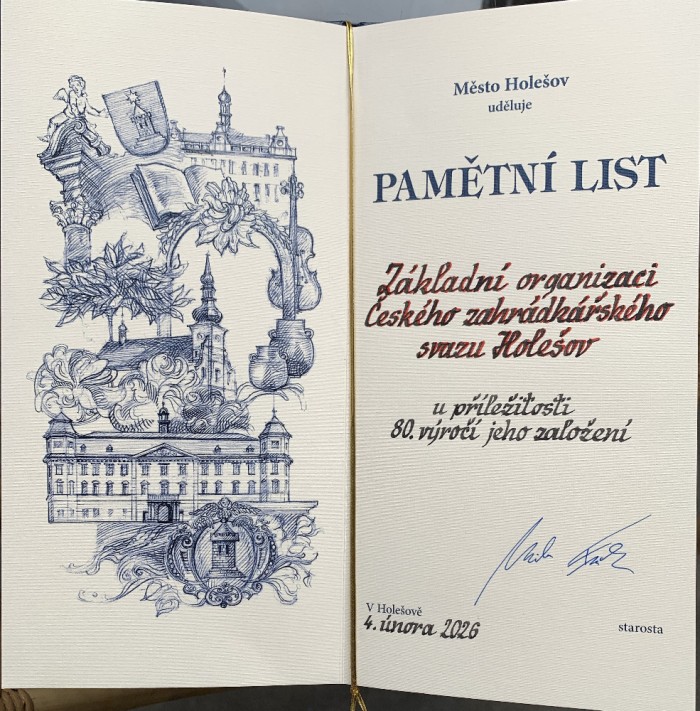 Město Holešov
uděluje
PAMĚTNÍ LIST
Základní organizaci
Českého zahrádkářského
svazu Holešov
u příležitosti
80. výročí jeho založení
V Holešově
4. února 2026
starosta